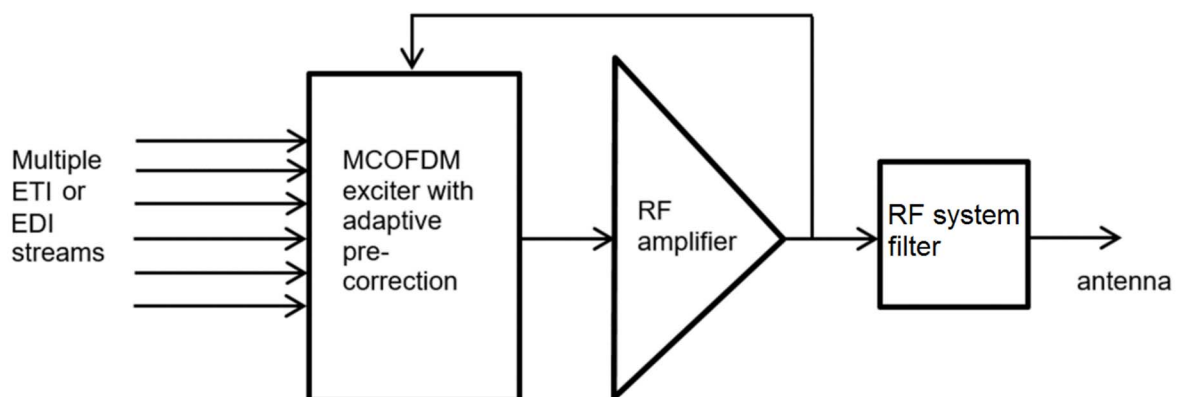 Multiple
ETI or
EDI
streams
MCOFDM
exciter with
adaptive
pre-
correction
RF
amplifier
RF system
filter
antenna